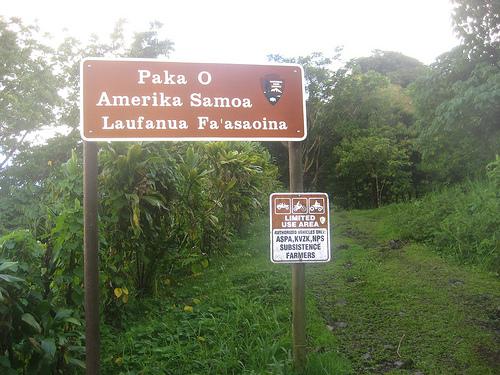 Paka O
Amerika Samoa
Laufanua Fa'asaoina
LIMITED
USE AREA
AUTHORIZED VEHICLES ONLY:
ASPA,KVZK,NPS
SUBSISTENCE
FARMERS